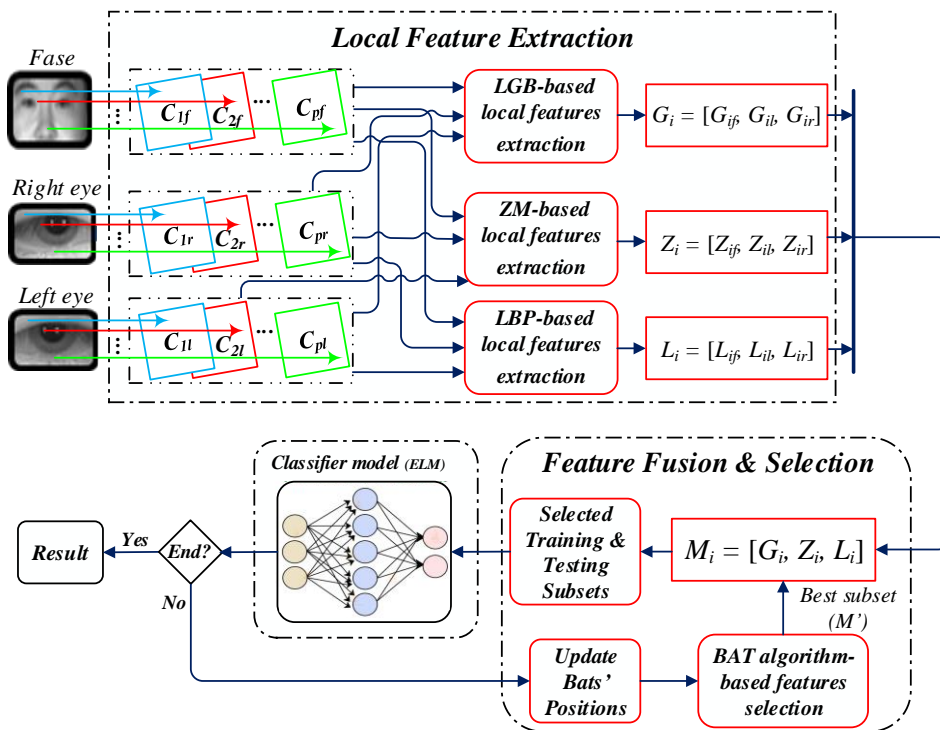 Local Feature Extraction
Fase
C1f
C2f
...
Cpf
LGB-based
local features
extraction
Gi = [Gif, Gil, Gir]
Right eye
C1r
C2r
...
Cpr
ZM-based
local features
extraction
Zi = [Zif, Zil, Zir]
Left eye
C1l
C2l
...
Cpl
LBP-based
local features
extraction
Li = [Lif, Lil, Lir]
Classifier model (ELM)
Feature Fusion & Selection
Result
Yes
End?
No
Selected
Training &
Testing
Subsets
Mi = [Gi, Zi, Li]
Best subset
(M’)
Update
Bats’
Positions
BAT algorithm-
based features
selection